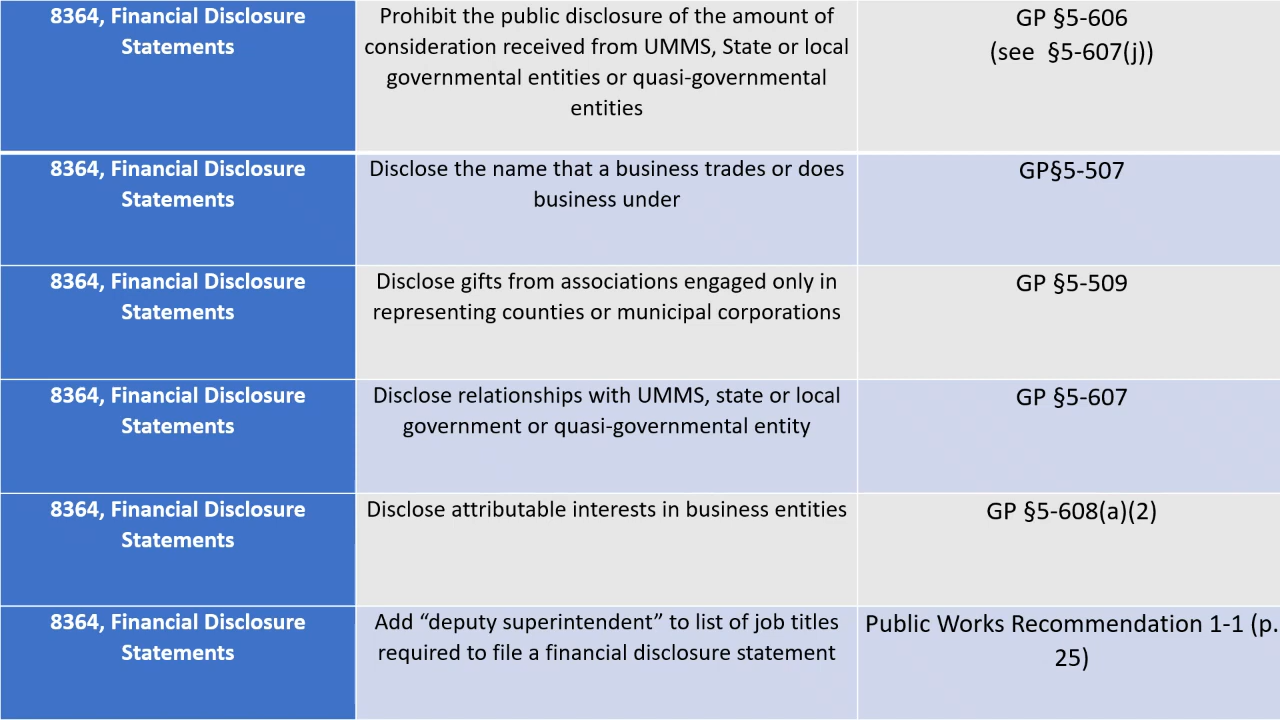 8364, Financial Disclosure
Statements
Prohibit the public disclosure of the amount of
consideration received from UMMS, State or local
governmental entities or quasi-governmental
entities
GP §5-606
(see  §5-607(j))
8364, Financial Disclosure
Statements
Disclose the name that a business trades or does
business under
GP§5-507
8364, Financial Disclosure
Statements
Disclose gifts from associations engaged only in
representing counties or municipal corporations
GP §5-509
8364, Financial Disclosure
Statements
Disclose relationships with UMMS, state or local
government or quasi-governmental entity
GP §5-607
8364, Financial Disclosure
Statements
Disclose attributable interests in business entities
GP §5-608(a)(2)
8364, Financial Disclosure
Statements
Add “deputy superintendent” to list of job titles
required to file a financial disclosure statement
Public Works Recommendation 1-1 (p.
25)